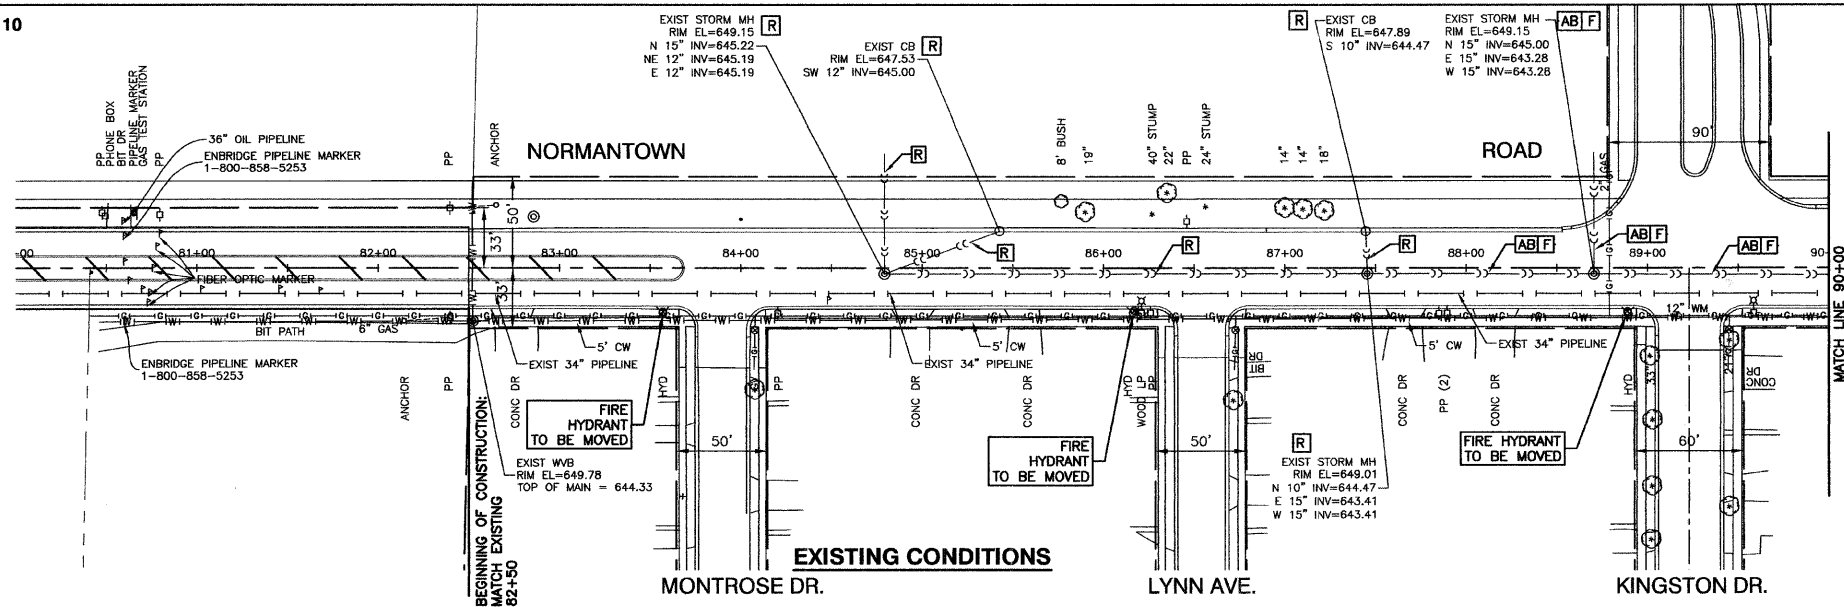 10
EXIST STORM MH R
RIM EL=649.15
N 15" INV=645.22
NE 12" INV=645.19
E 12" INV=645.19
EXIST CB R
RIM EL=647.53
SW 12" INV=645.00
R EXIST CB
RIM EL=647.89
S 10" INV=644.47
EXIST STORM MH AB F
RIM EL=649.15
N 15" INV=645.00
E 15" INV=643.28
W 15" INV=643.28
PP
PHONE BOX
BIT DR
PIPELINE MARKER
GAS TEST STATION
PP
36" OIL PIPELINE
ENBRIDGE PIPELINE MARKER
1-800-858-5253
PP
ANCHOR
NORMANTOWN
R
8' BUSH
19"
40" STUMP
22"
PP
24" STUMP
14"
14"
18"
ROAD
2" GAS
90'
50'
33'
33'
00
81+00
82+00
83+00
84+00
85+00
R
86+00
R
87+00
R
88+00
AB F
AB F
89+00
AB F
90
MATCH LINE 90+00
FIBER OPTIC MARKER
BIT PATH
6" GAS
12" WM
ENBRIDGE PIPELINE MARKER
1-800-858-5253
5' CW
EXIST 34" PIPELINE
5' CW
EXIST 34" PIPELINE
5' CW
EXIST 34" PIPELINE
ANCHOR
PP
CONC DR
HYD
PP
CONC DR
CONC DR
HYD
WOOD LP
PP
BIT DR
CONC DR
PP (2)
CONC DR
HYD
33"
21"
CONC DR
BEGINNING OF CONSTRUCTION:
MATCH EXISTING
82+50
FIRE
HYDRANT
TO BE MOVED
EXIST WVB
RIM EL=649.78
TOP OF MAIN = 644.33
50'
FIRE
HYDRANT
TO BE MOVED
50'
R
EXIST STORM MH
RIM EL=649.01
N 10" INV=644.47
E 15" INV=643.41
W 15" INV=643.41
FIRE HYDRANT
TO BE MOVED
60'
EXISTING CONDITIONS
MONTROSE DR.
LYNN AVE.
KINGSTON DR.